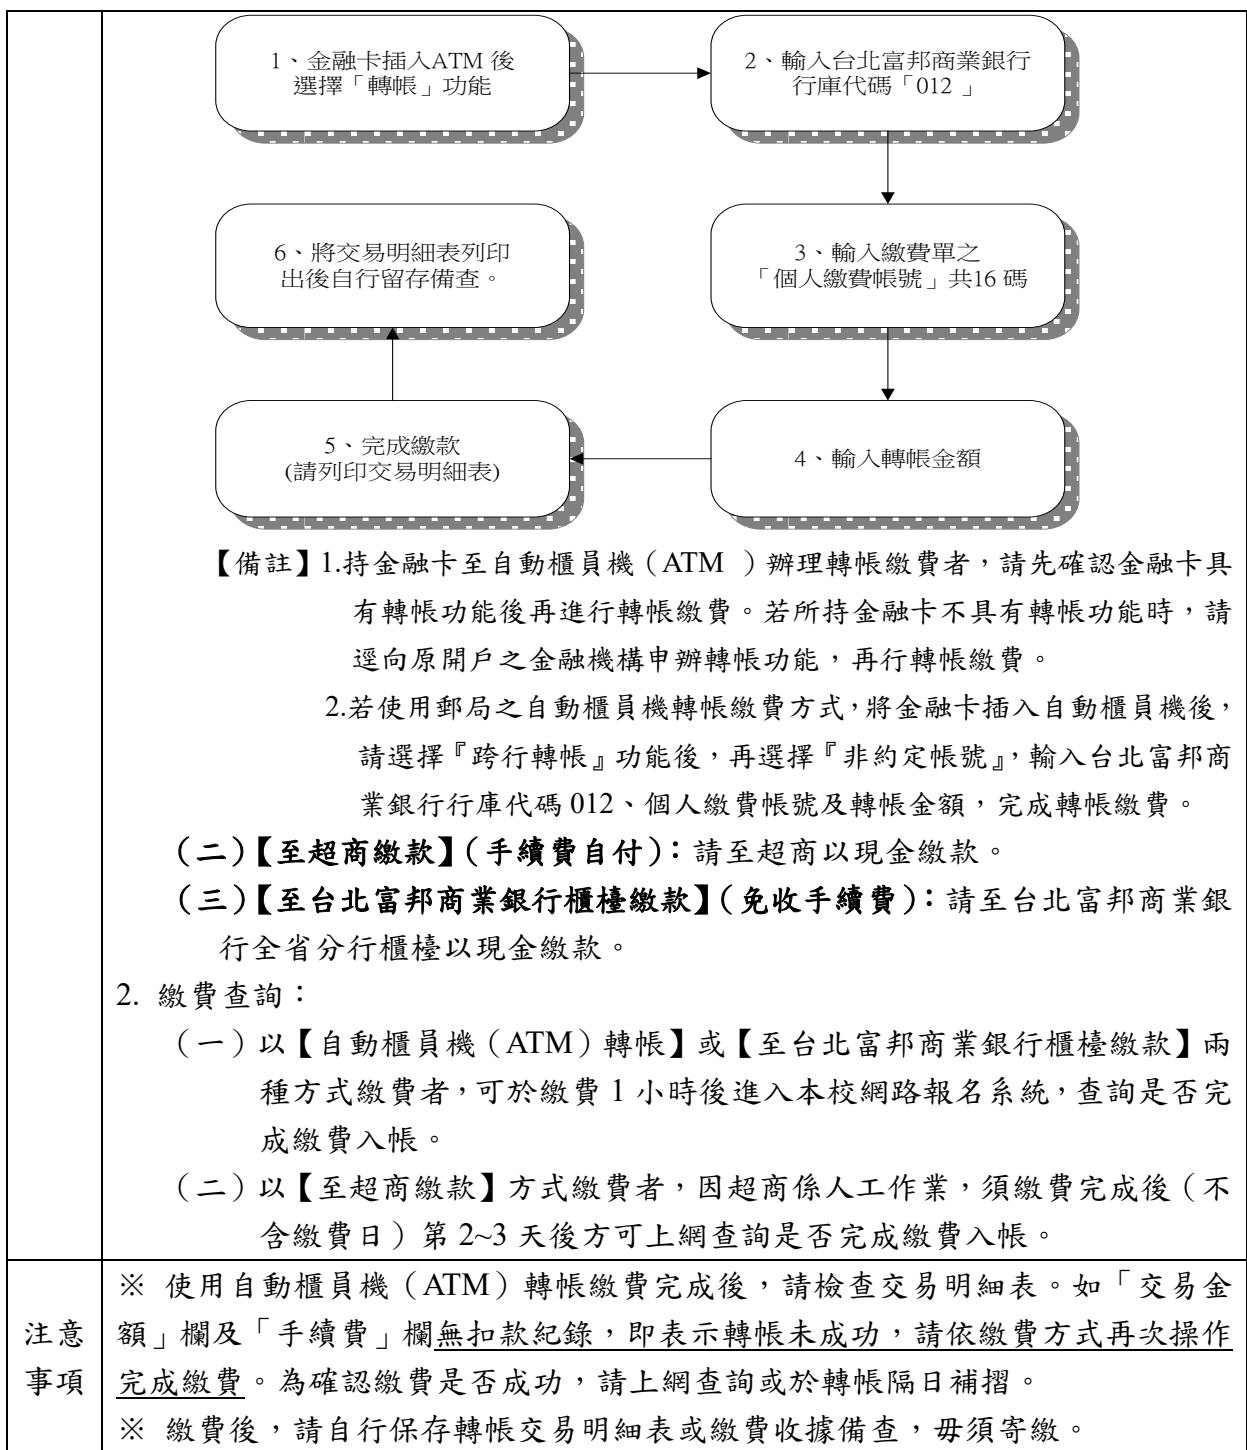 1、金融卡插入ATM 後
選擇「轉帳」功能
2、輸入台北富邦商業銀行
行庫代碼「012 」
3、輸入繳費單之
「個人繳費帳號」共16 碼
4、輸入轉帳金額
5、完成繳款
(請列印交易明細表)
6、將交易明細表列印
出後自行留存備查。
【備註】1.持金融卡至自動櫃員機（ATM ）辦理轉帳繳費者，請先確認金融卡具
有轉帳功能後再進行轉帳繳費。若所持金融卡不具有轉帳功能時，請
逕向原開戶之金融機構申辦轉帳功能，再行轉帳繳費。
2.若使用郵局之自動櫃員機轉帳繳費方式，將金融卡插入自動櫃員機後，
請選擇『跨行轉帳』功能後，再選擇『非約定帳號』，輸入台北富邦商
業銀行行庫代碼 012、個人繳費帳號及轉帳金額，完成轉帳繳費。
（二）【至超商繳款】（手續費自付）：請至超商以現金繳款。
（三）【至台北富邦商業銀行櫃檯繳款】（免收手續費）：請至台北富邦商業銀
行全省分行櫃檯以現金繳款。
2. 繳費查詢：
（一）以【自動櫃員機（ATM）轉帳】或【至台北富邦商業銀行櫃檯繳款】兩
種方式繳費者，可於繳費 1 小時後進入本校網路報名系統，查詢是否完
成繳費入帳。
（二）以【至超商繳款】方式繳費者，因超商係人工作業，須繳費完成後（不
含繳費日）第 2~3 天後方可上網查詢是否完成繳費入帳。
注意
事項
※ 使用自動櫃員機（ATM）轉帳繳費完成後，請檢查交易明細表。如「交易金
額」欄及「手續費」欄無扣款紀錄，即表示轉帳未成功，請依繳費方式再次操作
完成繳費。為確認繳費是否成功，請上網查詢或於轉帳隔日補摺。
※ 繳費後，請自行保存轉帳交易明細表或繳費收據備查，毋須寄繳。